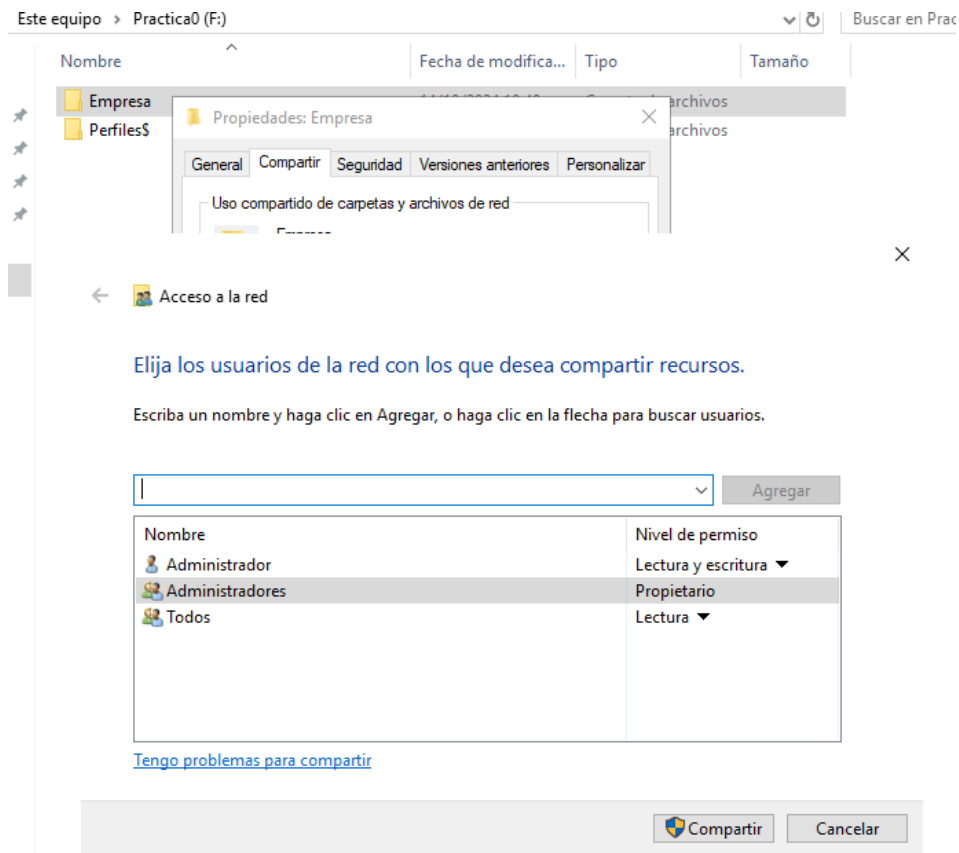 Este equipo > Practica0 (F:)
Buscar en Prac
Nombre Fecha de modifica... Tipo Tamaño
Empresa archivos
Perfiles$ archivos
Propiedades: Empresa
General Compartir Seguridad Versiones anteriores Personalizar
Uso compartido de carpetas y archivos de red
Acceso a la red
Elija los usuarios de la red con los que desea compartir recursos.
Escriba un nombre y haga clic en Agregar, o haga clic en la flecha para buscar usuarios.
Agregar
Nombre Nivel de permiso
Administrador Lectura y escritura
Administradores Propietario
Todos Lectura
Tengo problemas para compartir
Compartir Cancelar